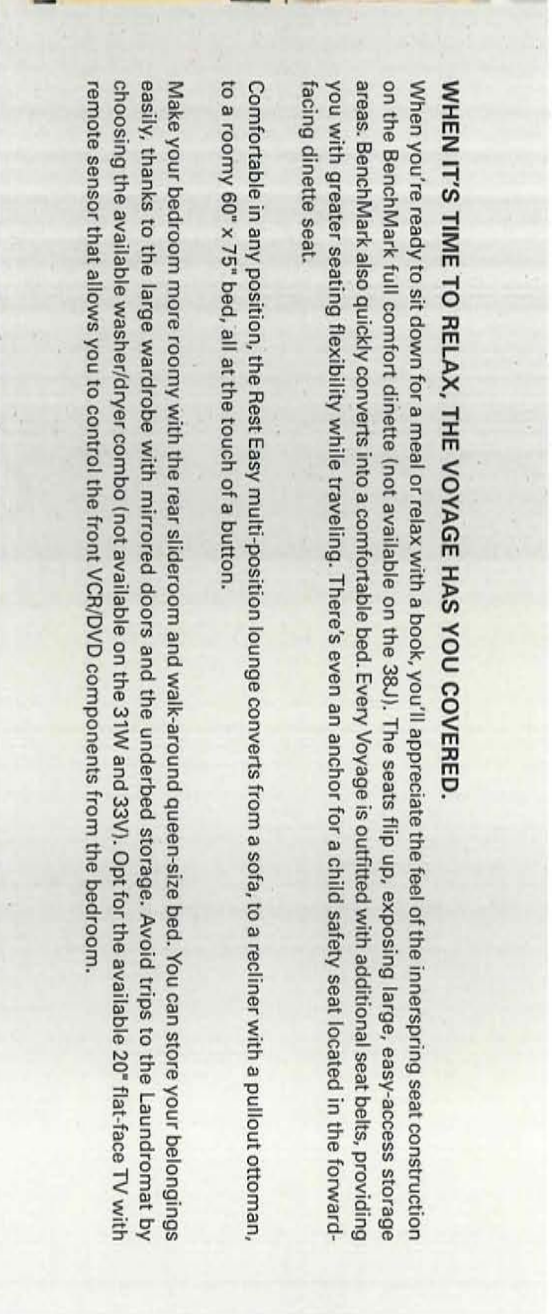 WHEN IT'S TIME TO RELAX, THE VOYAGE HAS YOU COVERED.
When you're ready to sit down for a meal or relax with a book, you'll appreciate the feel of the innerspring seat construction
on the BenchMark full comfort dinette (not available on the 38J). The seats flip up, exposing large, easy-access storage
areas. BenchMark also quickly converts into a comfortable bed. Every Voyage is outfitted with additional seat belts, providing
you with greater seating flexibility while traveling. There's even an anchor for a child safety seat located in the forward-
facing dinette seat.
Comfortable in any position, the Rest Easy multi-position lounge converts from a sofa, to a recliner with a pullout ottoman,
to a roomy 60" x 75" bed, all at the touch of a button.
Make your bedroom more roomy with the rear slideroom and walk-around queen-size bed. You can store your belongings
easily, thanks to the large wardrobe with mirrored doors and the underbed storage. Avoid trips to the Laundromat by
choosing the available washer/dryer combo (not available on the 31W and 33V). Opt for the available 20" flat-face TV with
remote sensor that allows you to control the front VCR/DVD components from the bedroom.